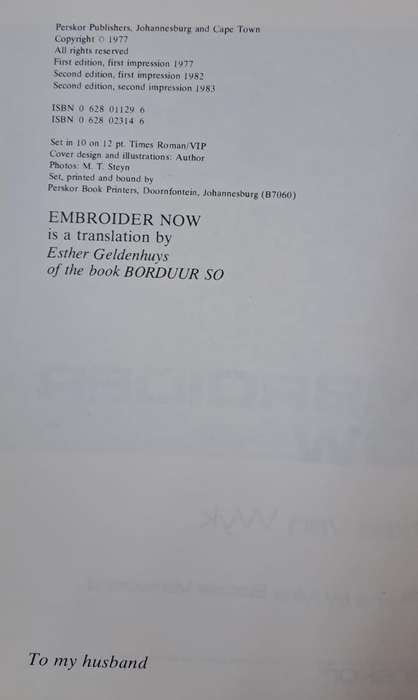 Perskor Publishers, Johannesburg and Cape Town
Copyright © 1977
All rights reserved
First edition, first impression 1977
Second edition, first impression 1982
Second edition, second impression 1983
ISBN 0 628 01129 6
ISBN 0 628 02314 6
Set in 10 on 12 pt. Times Roman/VIP
Cover design and illustrations: Author
Photos: M. T. Steyn
Set, printed and bound by
Perskor Book Printers, Doornfontein, Johannesburg (B7060)
EMBROIDER NOW
is a translation by
Esther Geldenhuys
of the book BORDUUR SO
To my husband